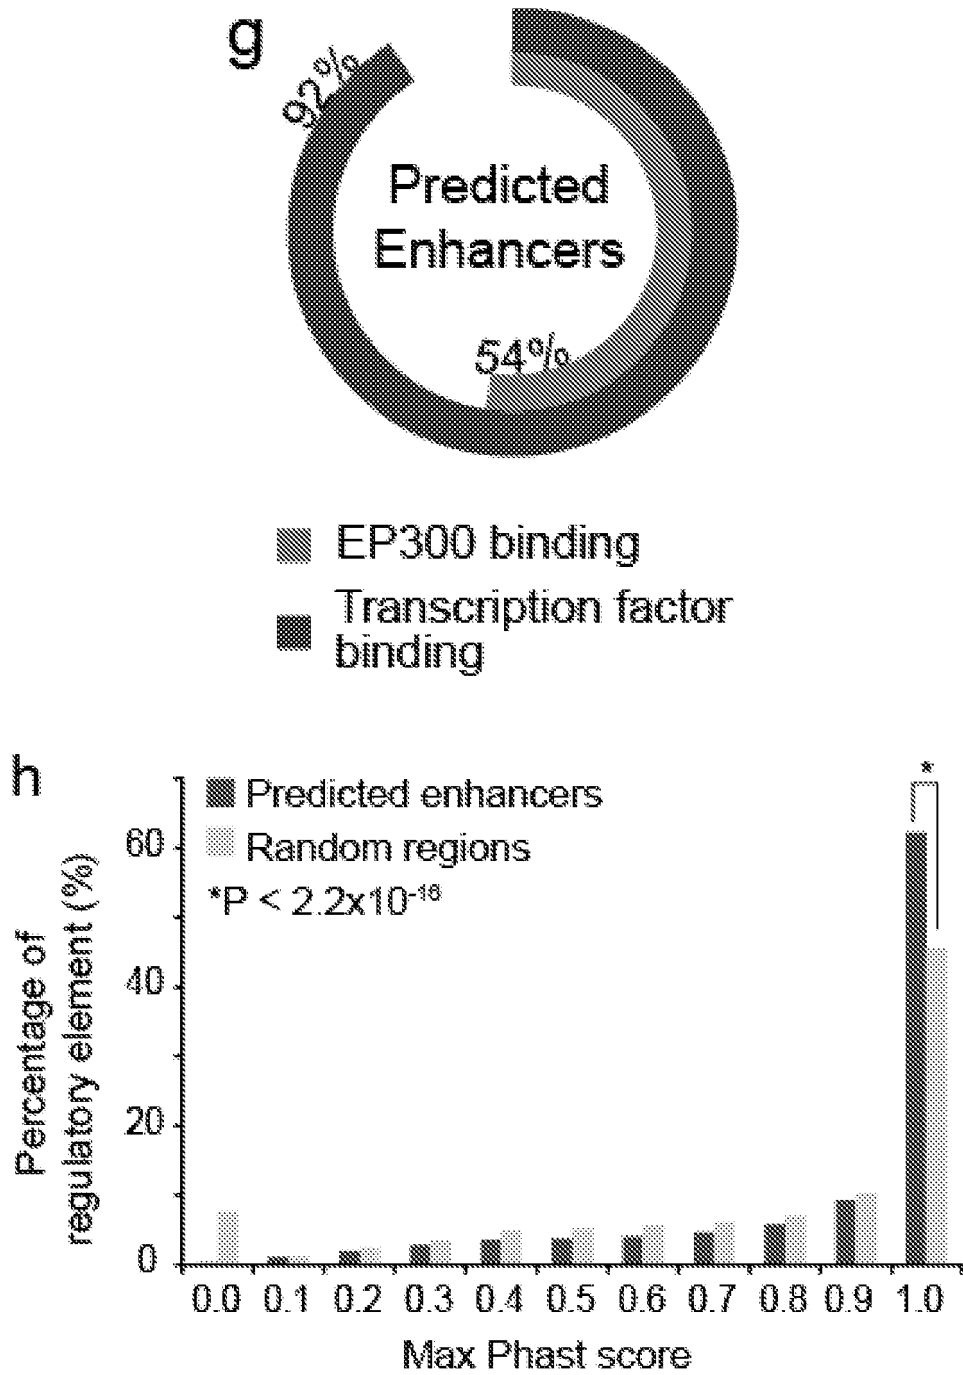 g
92%
Predicted
Enhancers
54%
EP300 binding
Transcription factor
binding
h
*
Predicted enhancers
Random regions
*P < 2.2x10⁻¹⁶
Percentage of
regulatory element (%)
60
40
20
0
0.0 0.1 0.2 0.3 0.4 0.5 0.6 0.7 0.8 0.9 1.0
Max Phast score